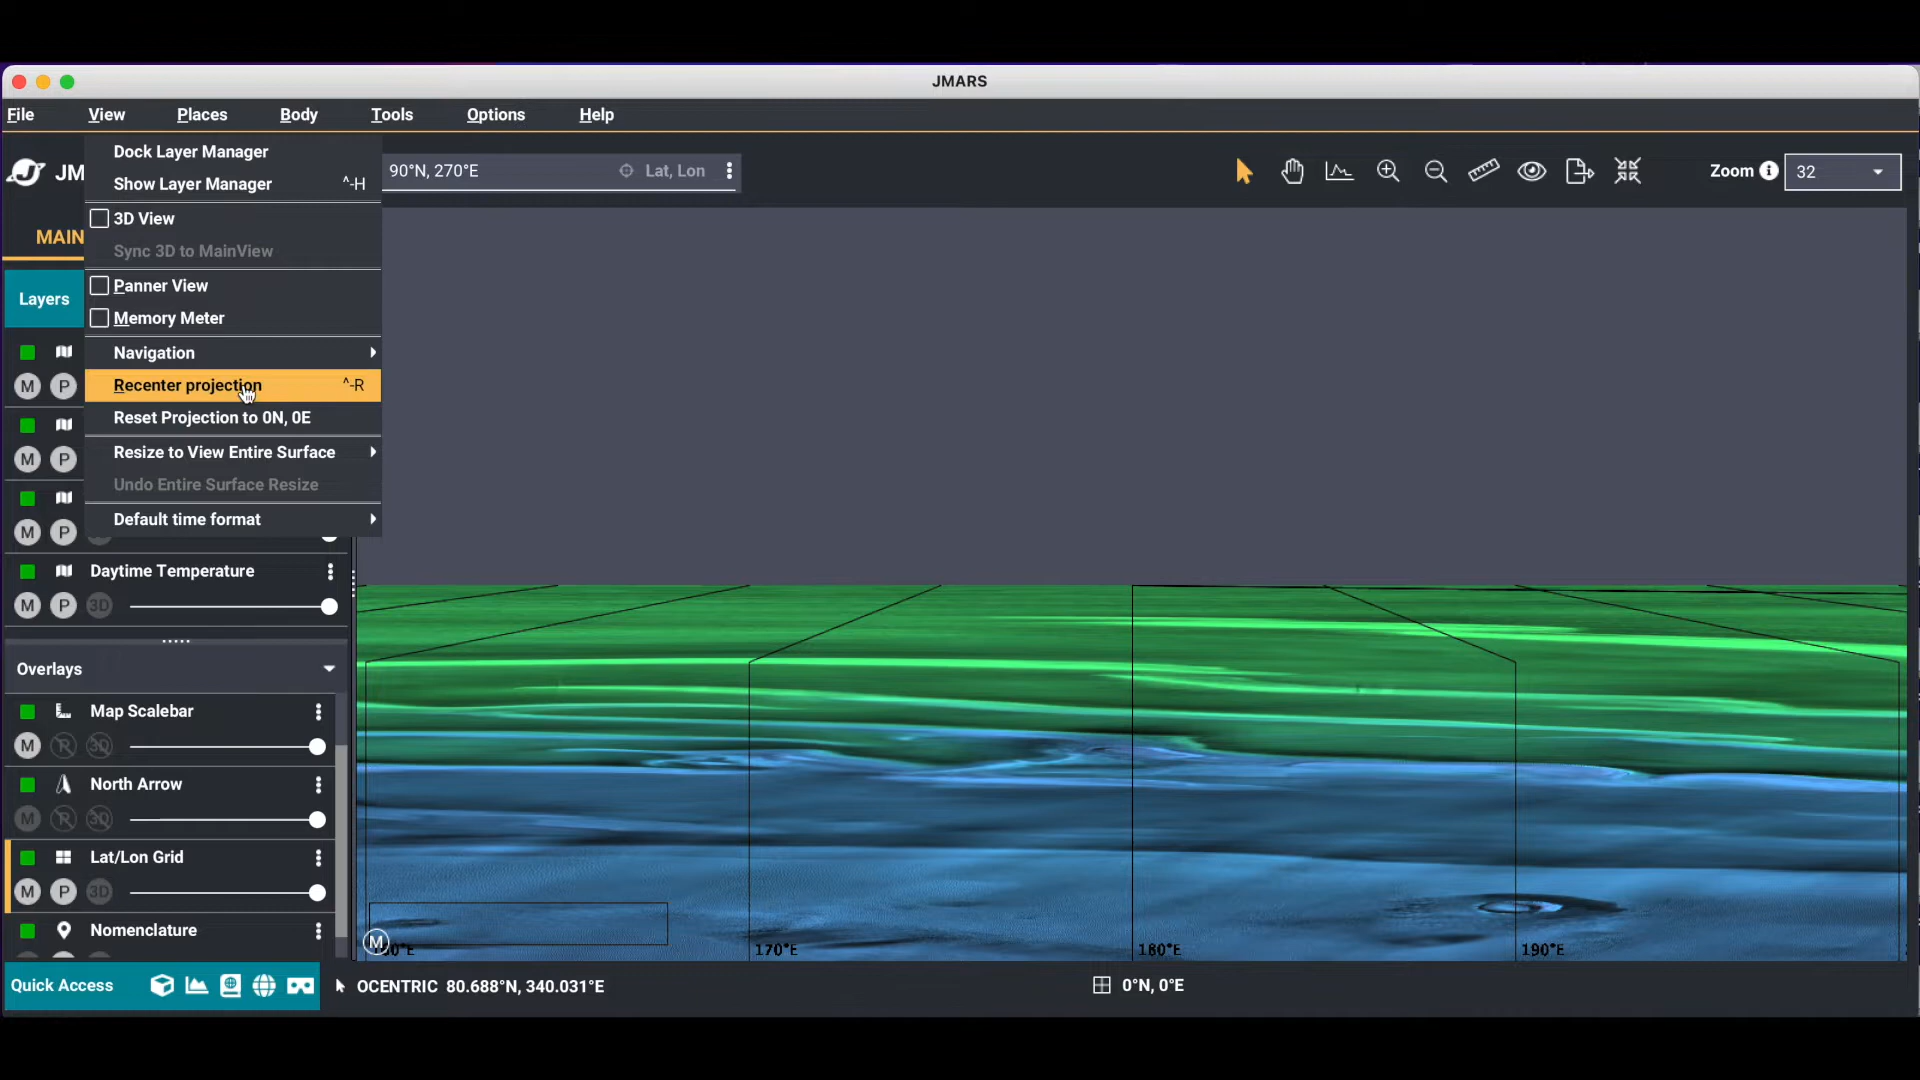 JMARS
File View Places Body Tools Options Help
JM
90°N, 270°E Lat, Lon
Zoom 32
MAIN
Layers
Dock Layer Manager
Show Layer Manager ^-H
3D View
Sync 3D to MainView
Panner View
Memory Meter
Navigation
Recenter projection ^-R
Reset Projection to 0N, 0E
Resize to View Entire Surface
Undo Entire Surface Resize
Default time format
M P
M P
M P
Daytime Temperature
M P 3D
Overlays
Map Scalebar
M P 3D
North Arrow
M P 3D
Lat/Lon Grid
M P 3D
Nomenclature
M
170°E 180°E 190°E
Quick Access
OCENTRIC 80.688°N, 340.031°E
0°N, 0°E